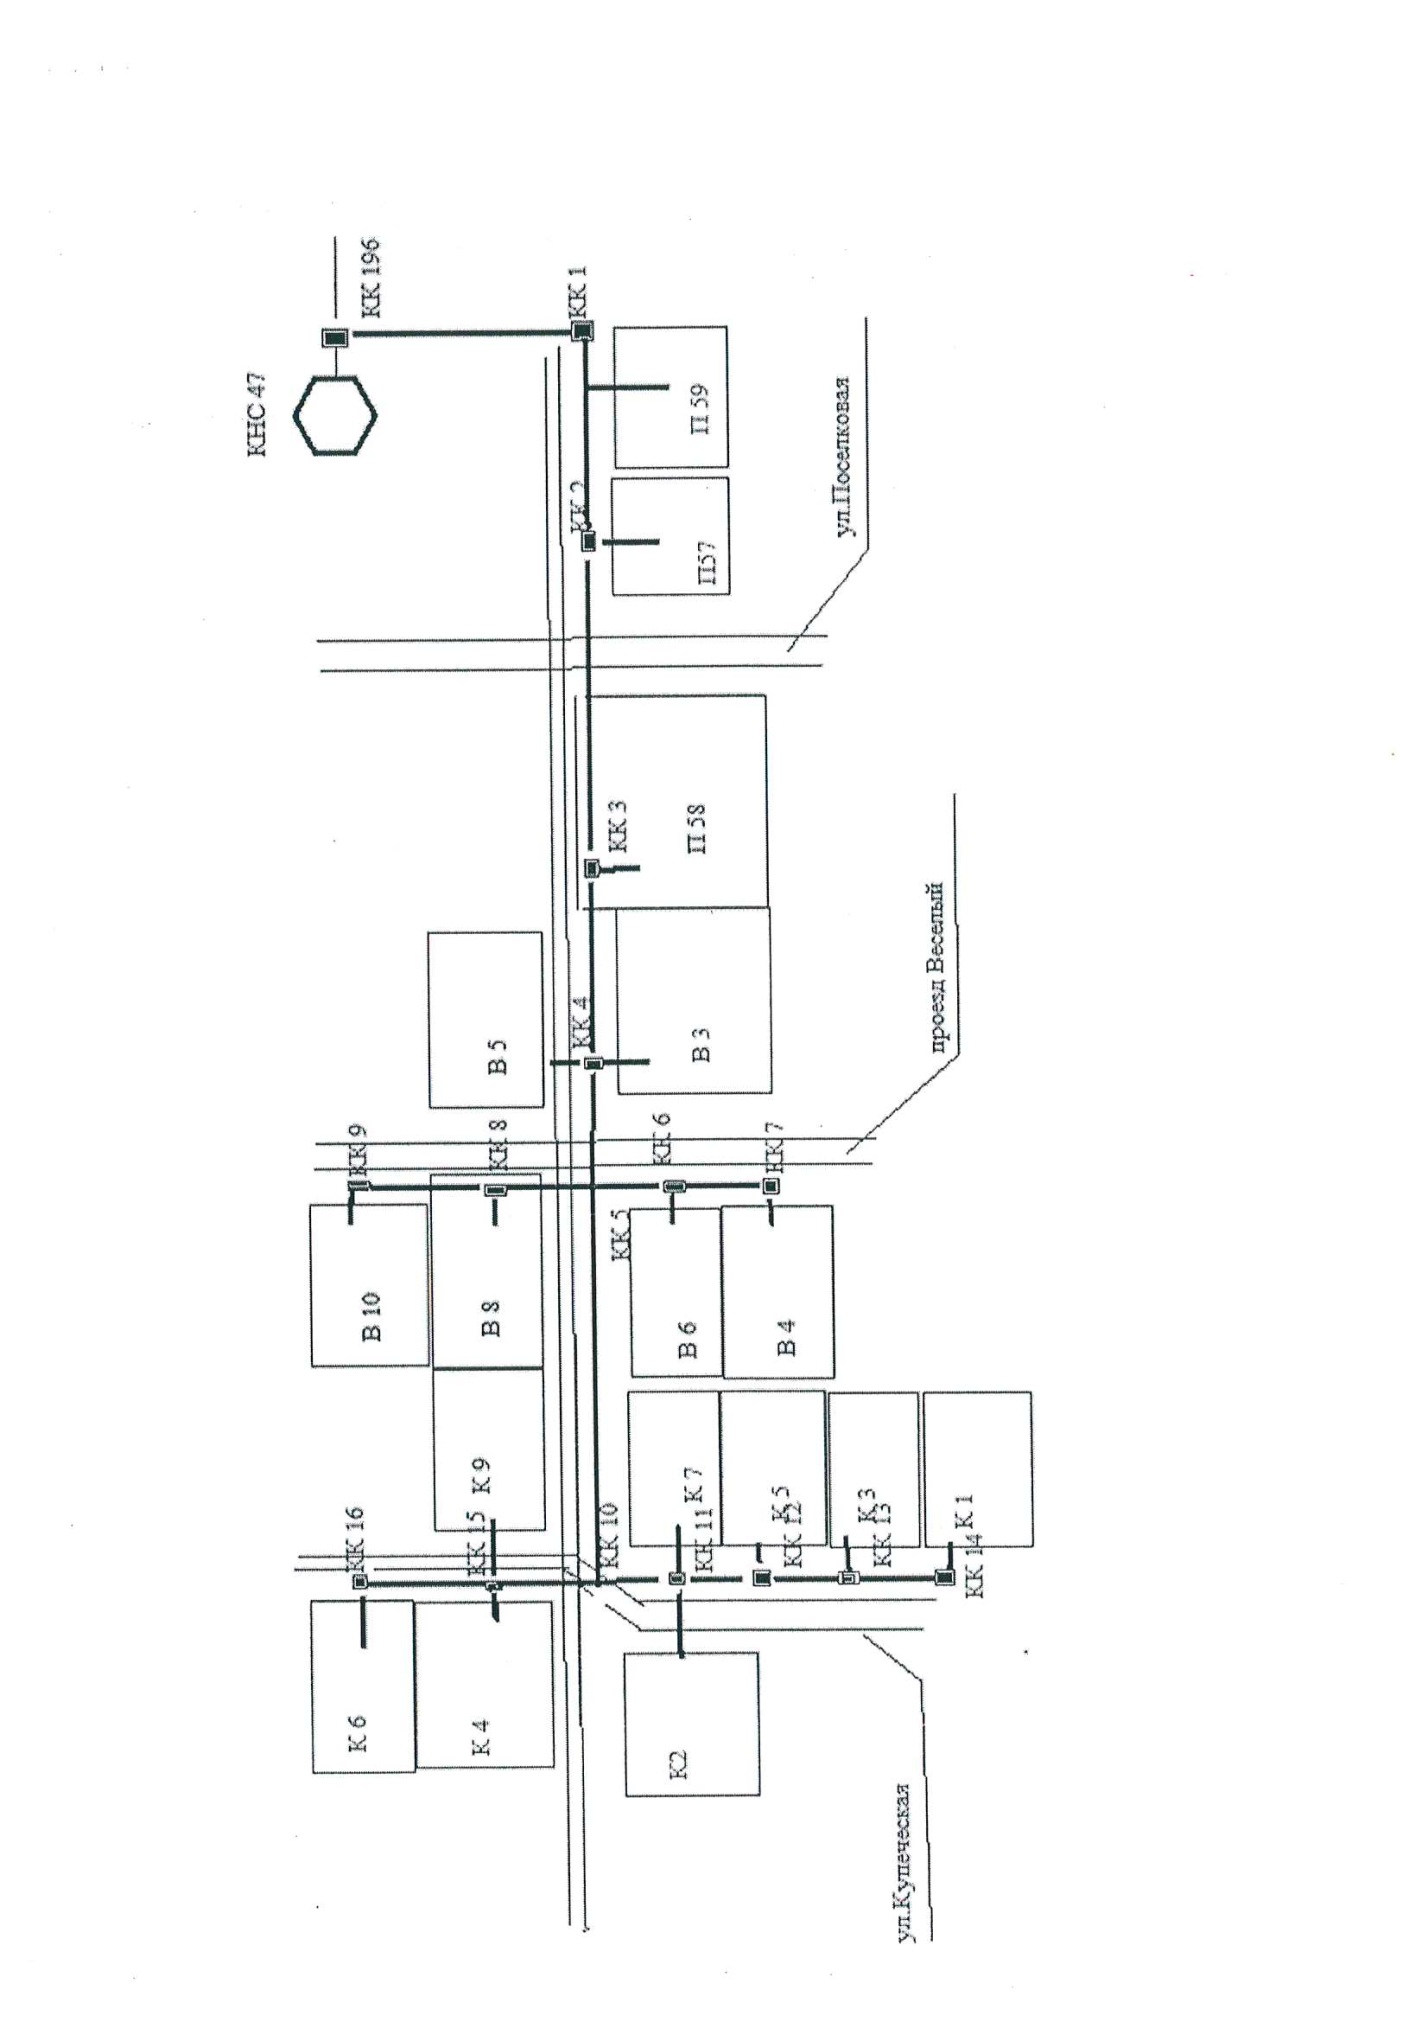 КНС 47
КК 196
КК 1
КК 2
П 59
П57
ул.Поселковая
КК 3
П 58
В 5
КК 4
В 3
проезд Веселый
КК 9
КК 8
КК 6
КК 7
КК 5
В 10
В 8
В 6
В 4
К 9
К 7
К 5
К 3
К 1
КК 16
КК 15
КК 10
КК 11
КК 12
КК 13
КК 14
К 6
К 4
К2
ул.Купеческая